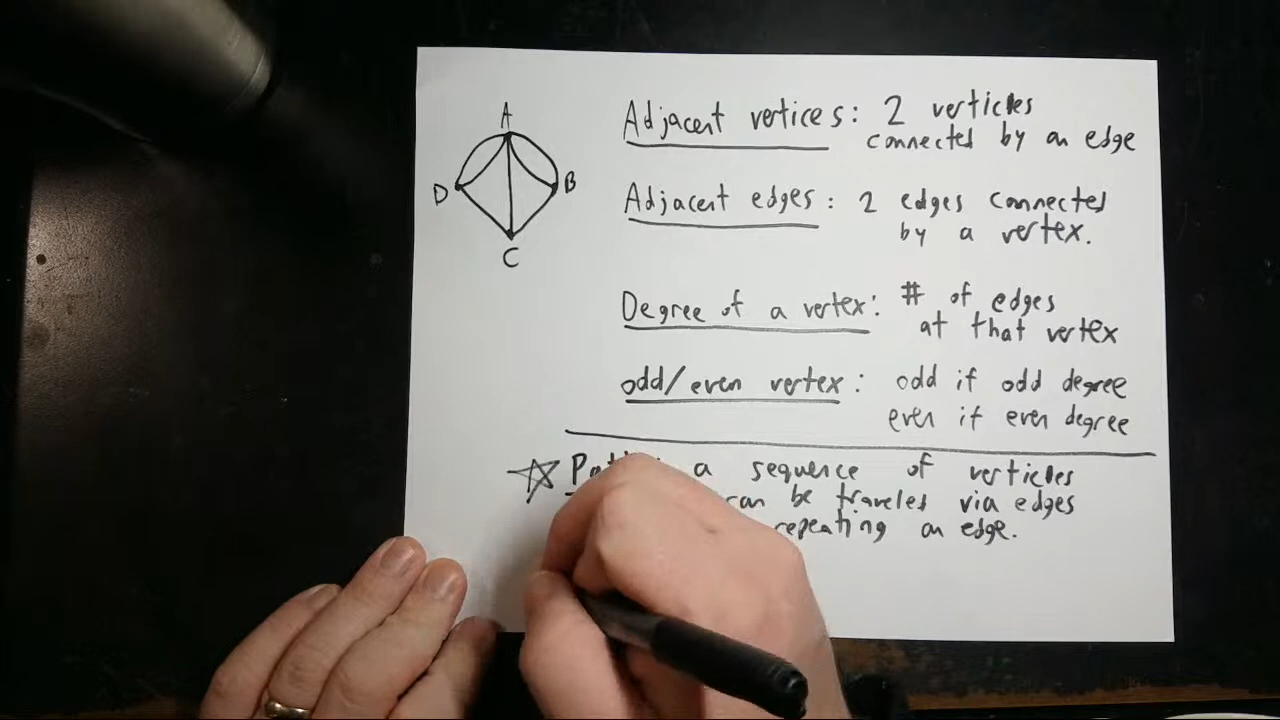 A
D
B
C
Adjacent vertices: 2 verticles
connected by an edge
Adjacent edges: 2 edges connected
by a vertex.
Degree of a vertex: # of edges
at that vertex
odd/even vertex: odd if odd degree
even if even degree
a sequence of verticles
can be traveled via edges
repeating an edge.